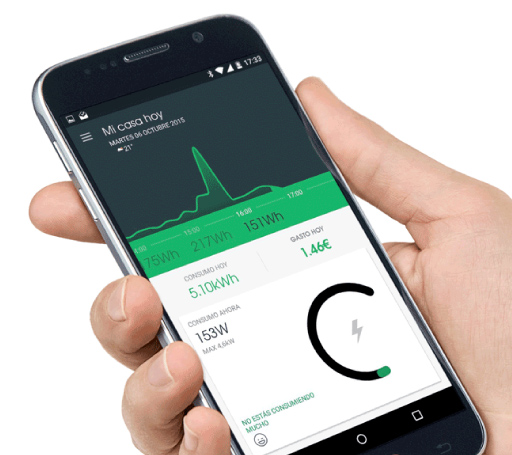 17:33
Mi casa hoy
MARTES 06 OCTUBRE 2015
21°
15:00 16:00 17:00
75Wh 217Wh 151Wh
CONSUMO HOY
5.10kWh
GASTO HOY
1.46€
CONSUMO AHORA
153W
MAX 4,6kW
NO ESTÁS CONSUMIENDO
MUCHO